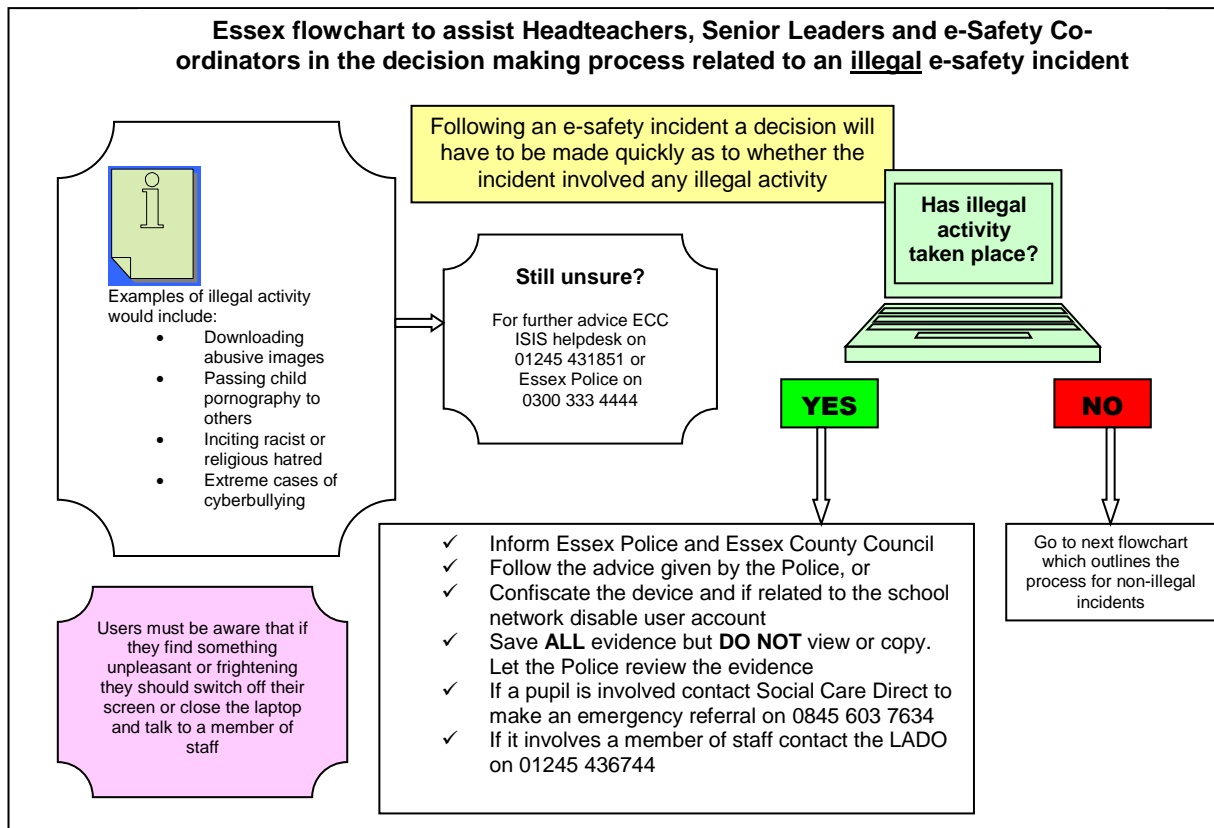 Essex flowchart to assist Headteachers, Senior Leaders and e-Safety Co-
ordinators in the decision making process related to an illegal e-safety incident
Following an e-safety incident a decision will
have to be made quickly as to whether the
incident involved any illegal activity
i
Examples of illegal activity
would include:
• Downloading
abusive images
• Passing child
pornography to
others
• Inciting racist or
religious hatred
• Extreme cases of
cyberbullying
Still unsure?
For further advice ECC
ISIS helpdesk on
01245 431851 or
Essex Police on
0300 333 4444
Has illegal
activity
taken place?
YES
NO
✓ Inform Essex Police and Essex County Council
✓ Follow the advice given by the Police, or
✓ Confiscate the device and if related to the school
network disable user account
✓ Save ALL evidence but DO NOT view or copy.
Let the Police review the evidence
✓ If a pupil is involved contact Social Care Direct to
make an emergency referral on 0845 603 7634
✓ If it involves a member of staff contact the LADO
on 01245 436744
Go to next flowchart
which outlines the
process for non-illegal
incidents
Users must be aware that if
they find something
unpleasant or frightening
they should switch off their
screen or close the laptop
and talk to a member of
staff